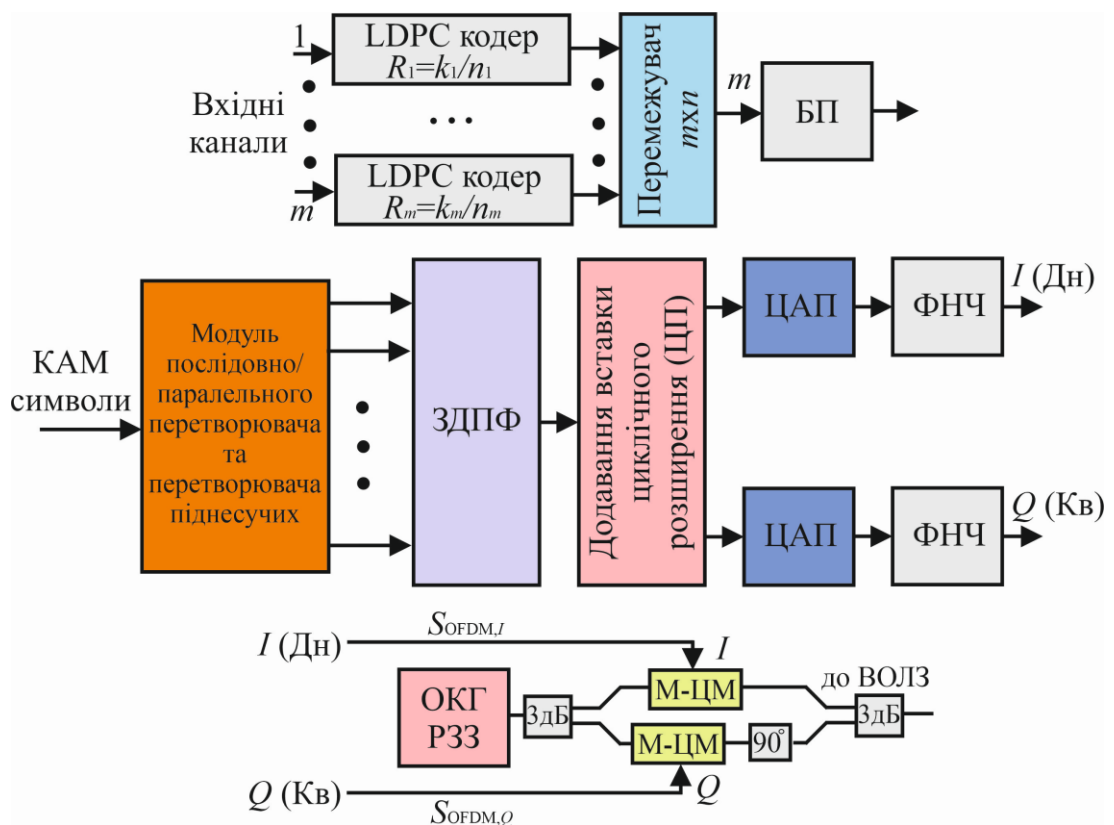 1
LDPC кодер
R₁=k₁/n₁
Вхідні
канали
...
m
LDPC кодер
Rₘ=kₘ/nₘ
Перемежувач
mxn
m
БП
КАМ
символи
Модуль
послідовно/
паралельного
перетворювача
та
перетворювача
піднесучих
ЗДПФ
Додавання вставки
циклічного
розширення (ЦП)
ЦАП
ФНЧ
I (Дн)
ЦАП
ФНЧ
Q (Кв)
I (Дн)
S_OFDM,I
I
ОКГ
РЗЗ
3дБ
М-ЦМ
до ВОЛЗ
3дБ
М-ЦМ
90°
Q (Кв)
S_OFDM,Q
Q